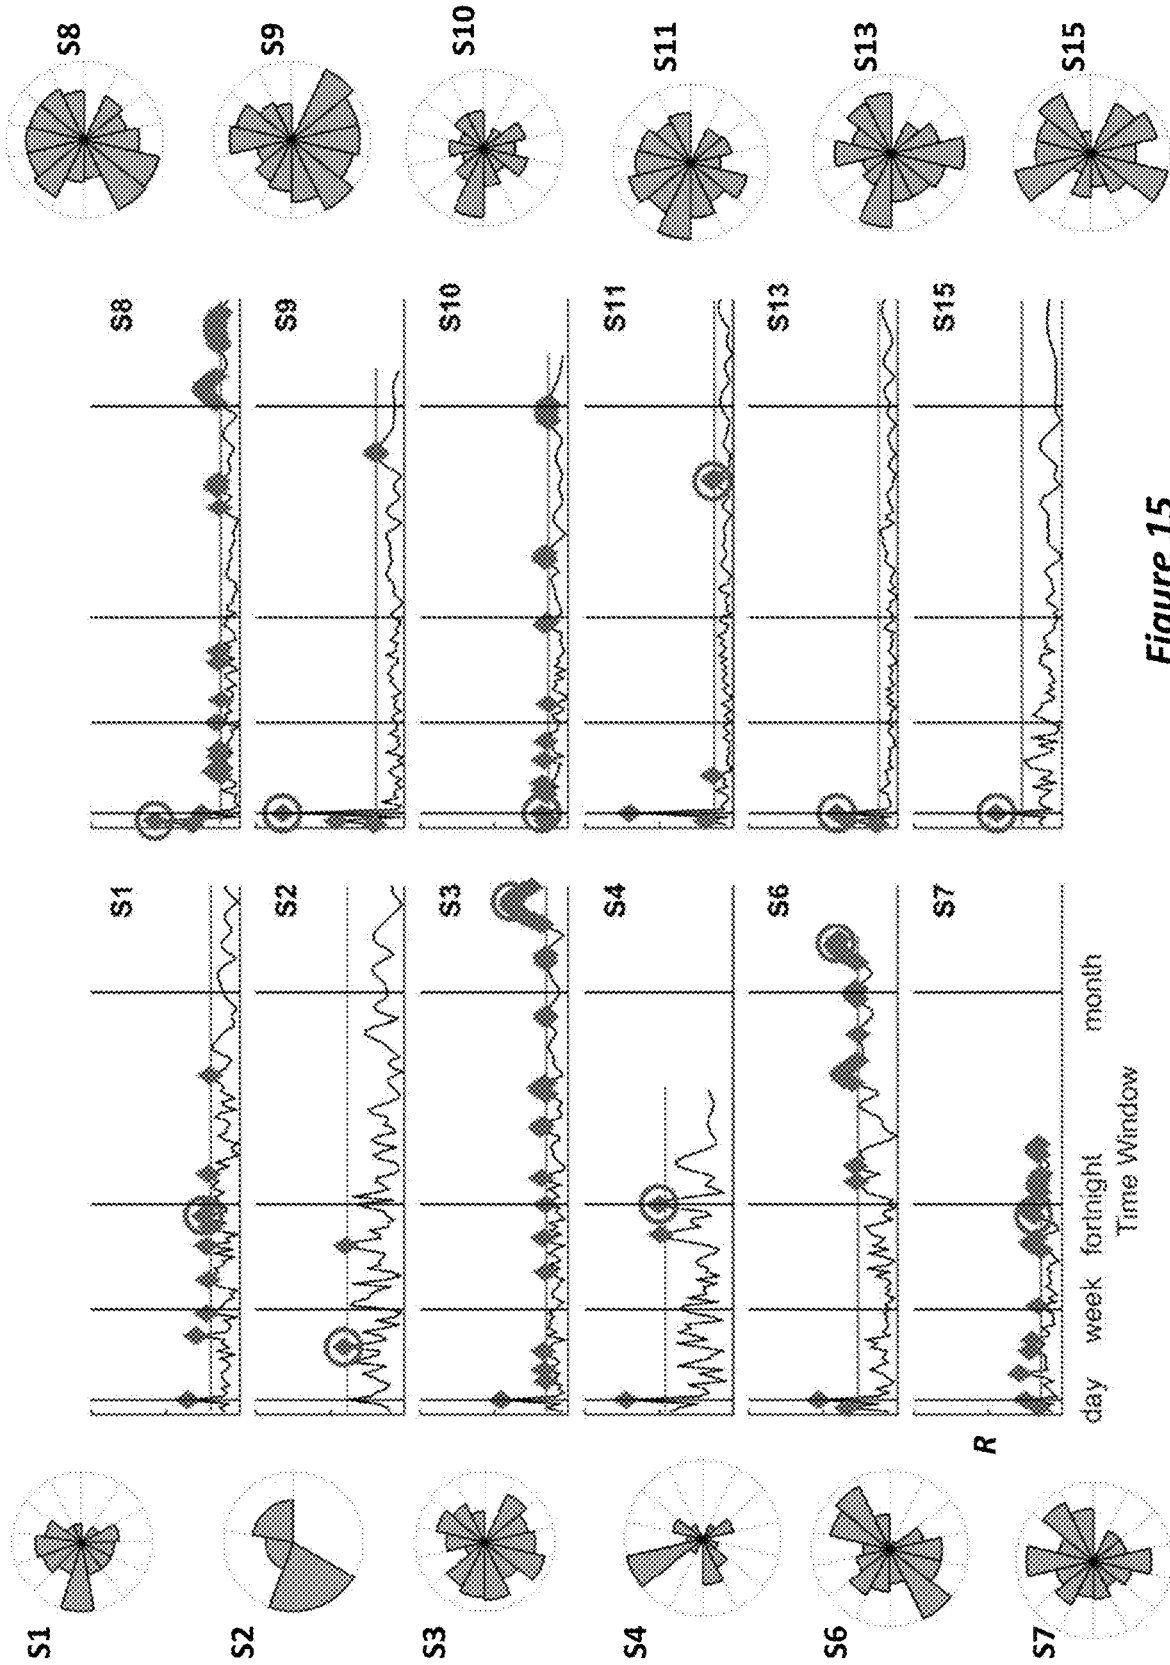 S1
S2
S3
S4
S6
S7
S1
S2
S3
S4
S6
S7
R
day week fortnight month
Time Window
S8
S9
S10
S11
S13
S15
S8
S9
S10
S11
S13
S15
Figure 15